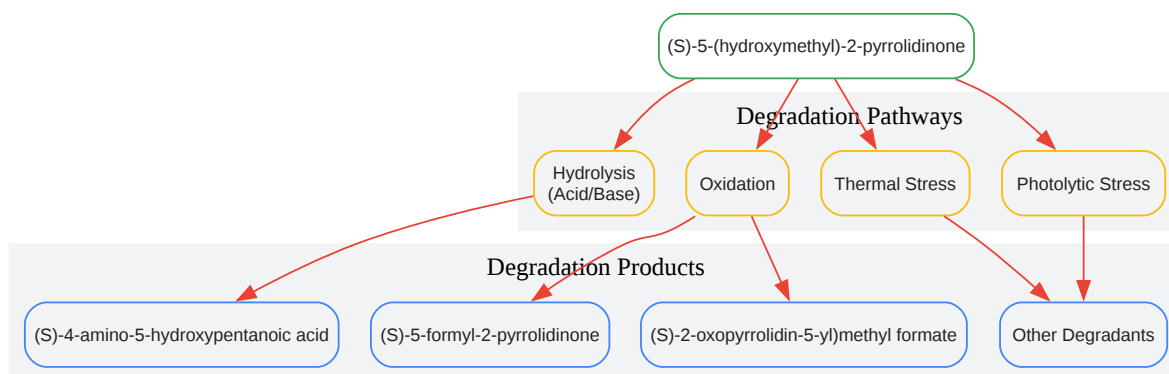 (S)-5-(hydroxymethyl)-2-pyrrolidinone
Degradation Pathways
Hydrolysis
(Acid/Base)
Oxidation
Thermal Stress
Photolytic Stress
Degradation Products
(S)-4-amino-5-hydroxypentanoic acid
(S)-5-formyl-2-pyrrolidinone
(S)-2-oxopyrrolidin-5-yl)methyl formate
Other Degradants